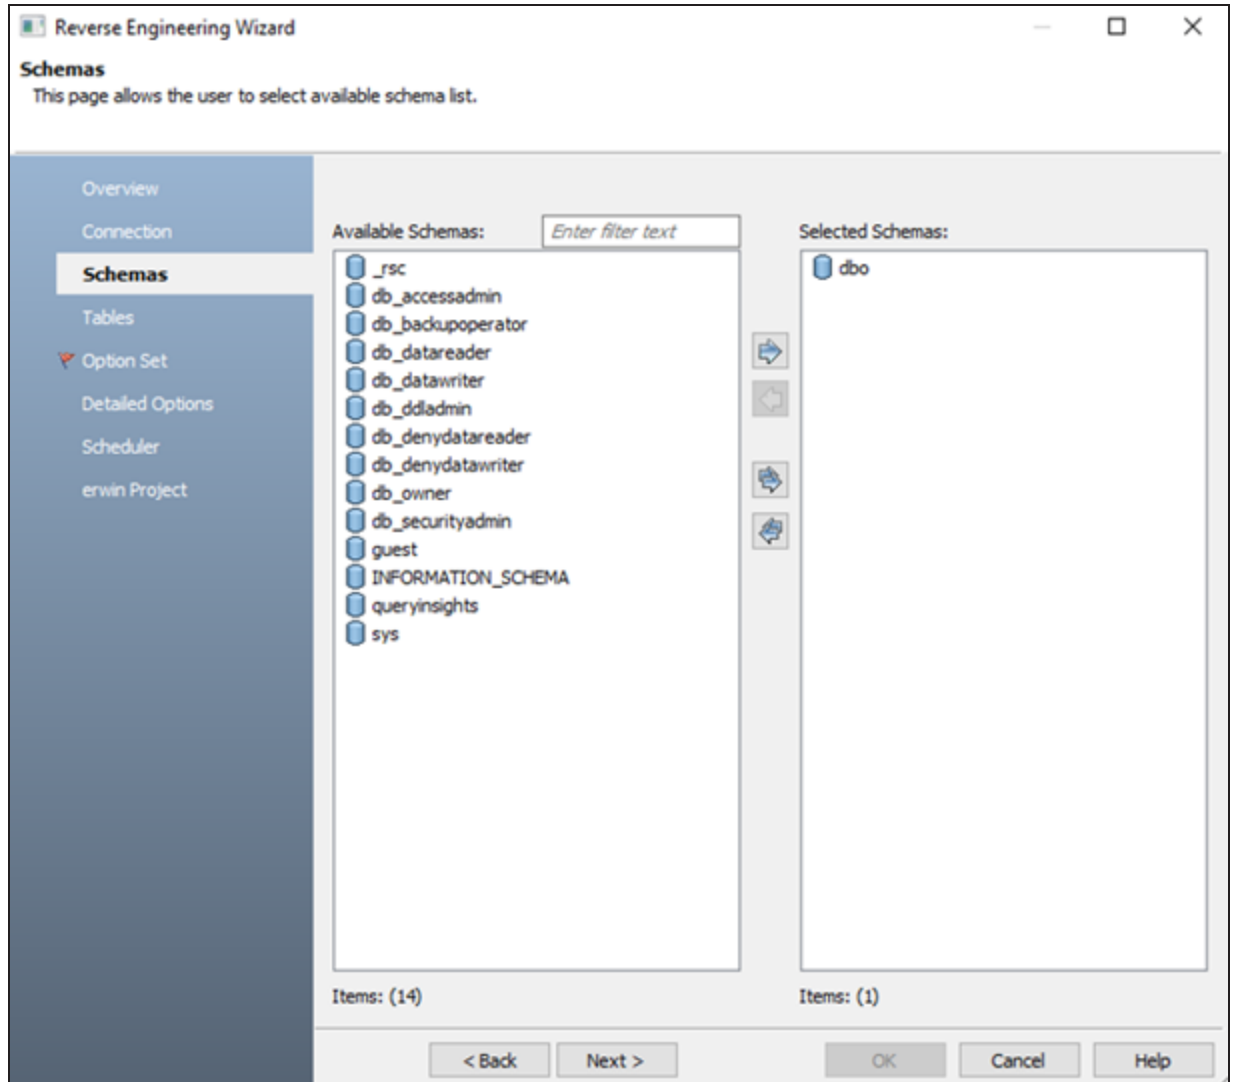 Reverse Engineering Wizard
Schemas
This page allows the user to select available schema list.
Overview
Connection
Schemas
Tables
Option Set
Detailed Options
Scheduler
erwin Project
Available Schemas:
Enter filter text
_rsc
db_accessadmin
db_backupoperator
db_datareader
db_datawriter
db_ddladmin
db_denydatareader
db_denydatawriter
db_owner
db_securityadmin
guest
INFORMATION_SCHEMA
queryinsights
sys
Items: (14)
Selected Schemas:
dbo
Items: (1)
< Back
Next >
OK
Cancel
Help